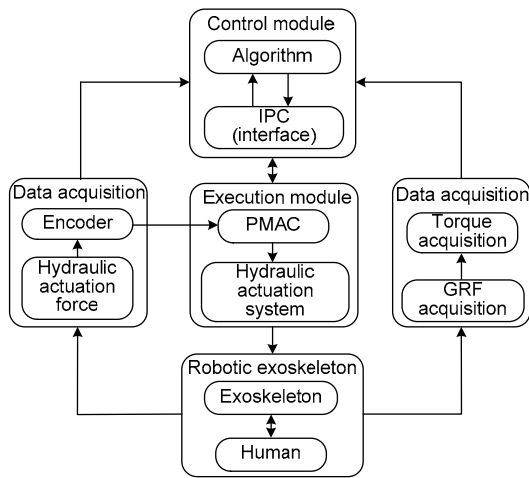 Control module
Algorithm
IPC
(interface)
Data acquisition
Encoder
Hydraulic
actuation
force
Execution module
PMAC
Hydraulic
actuation
system
Data acquisition
Torque
acquisition
GRF
acquisition
Robotic exoskeleton
Exoskeleton
Human